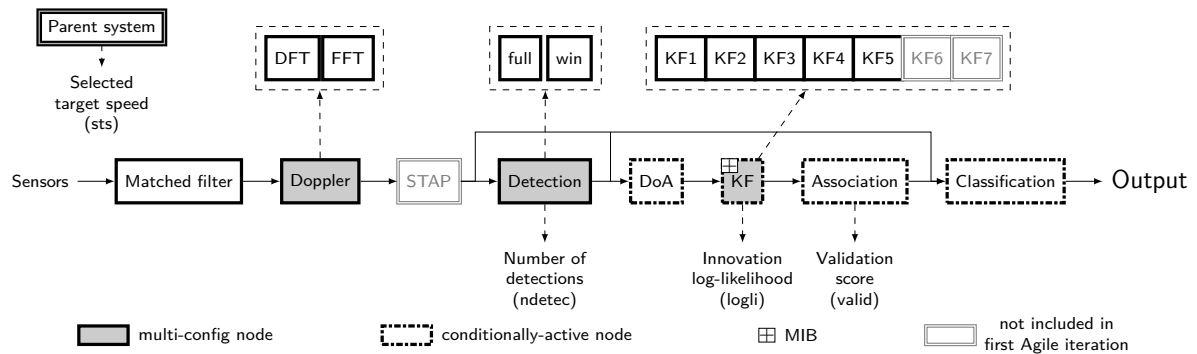 Parent system
Selected
target speed
(sts)
DFT FFT
full win
KF1 KF2 KF3 KF4 KF5 KF6 KF7
Sensors Matched filter Doppler STAP Detection DoA KF Association Classification Output
Number of
detections
(ndetec)
Innovation
log-likelihood
(logli)
Validation
score
(valid)
multi-config node
conditionally-active node
MIB
not included in
first Agile iteration